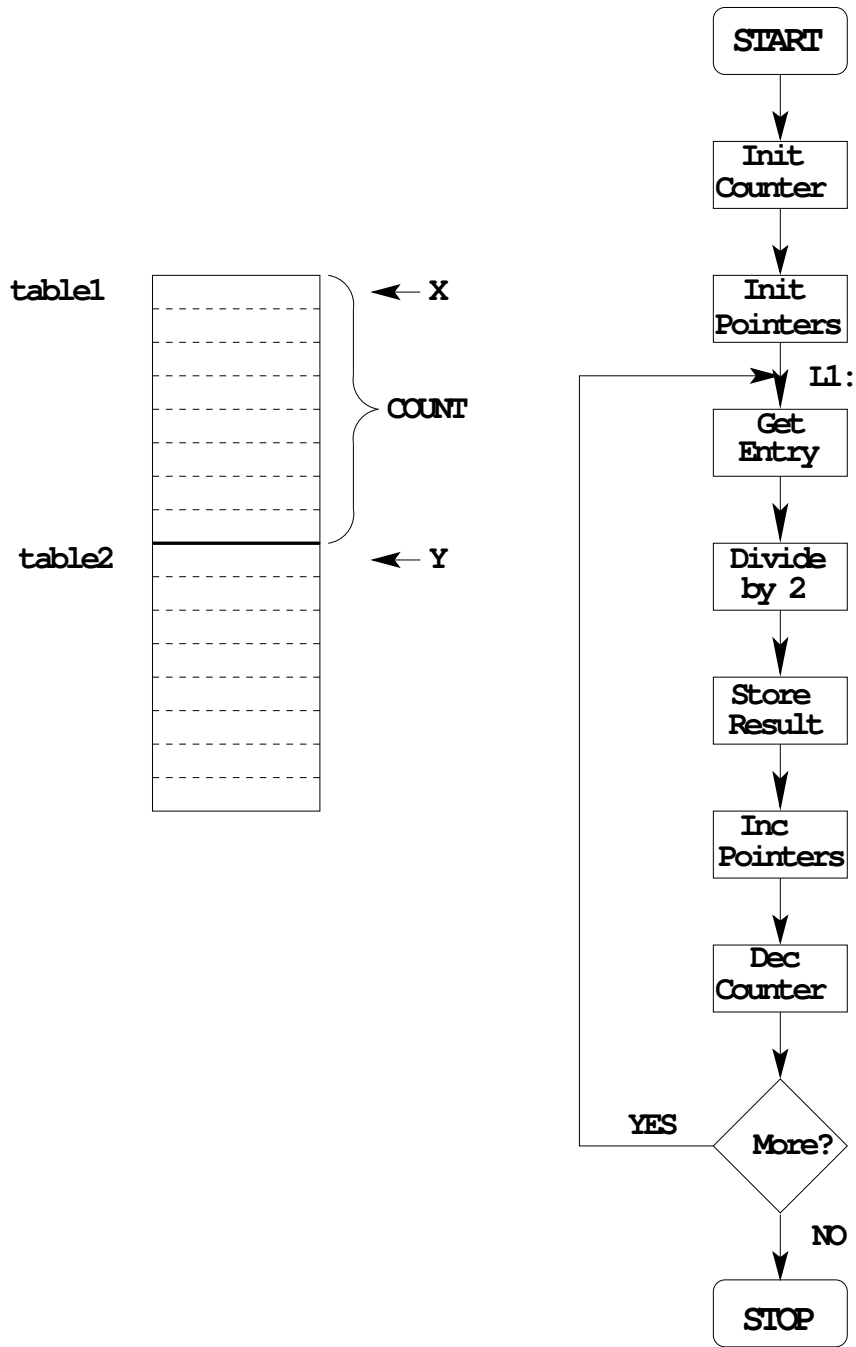 START
Init
Counter
table1
X
Init
Pointers
L1:
COUNT
Get
Entry
table2
Y
Divide
by 2
Store
Result
Inc
Pointers
Dec
Counter
YES
More?
NO
STOP